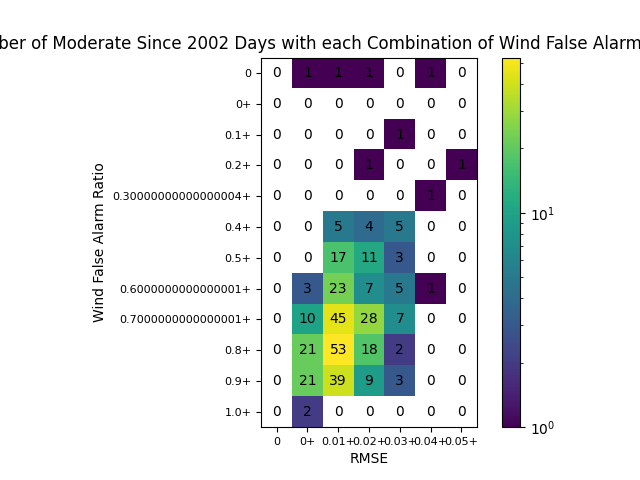 ber of Moderate Since 2002 Days with each Combination of Wind False Alarm
Wind False Alarm Ratio
0 0 1 1 1 0 1 0
0+ 0 0 0 0 0 0 0
0.1+ 0 0 0 0 1 0 0
0.2+ 0 0 0 1 0 0 1
0.30000000000000004+ 0 0 0 0 0 1 0
0.4+ 0 0 5 4 5 0 0
0.5+ 0 0 17 11 3 0 0
0.6000000000000001+ 0 3 23 7 5 1 0
0.7000000000000001+ 0 10 45 28 7 0 0
0.8+ 0 21 53 18 2 0 0
0.9+ 0 21 39 9 3 0 0
1.0+ 0 2 0 0 0 0 0
0 0+ 0.01+ 0.02+ 0.03+ 0.04+ 0.05+
RMSE
10¹
10⁰